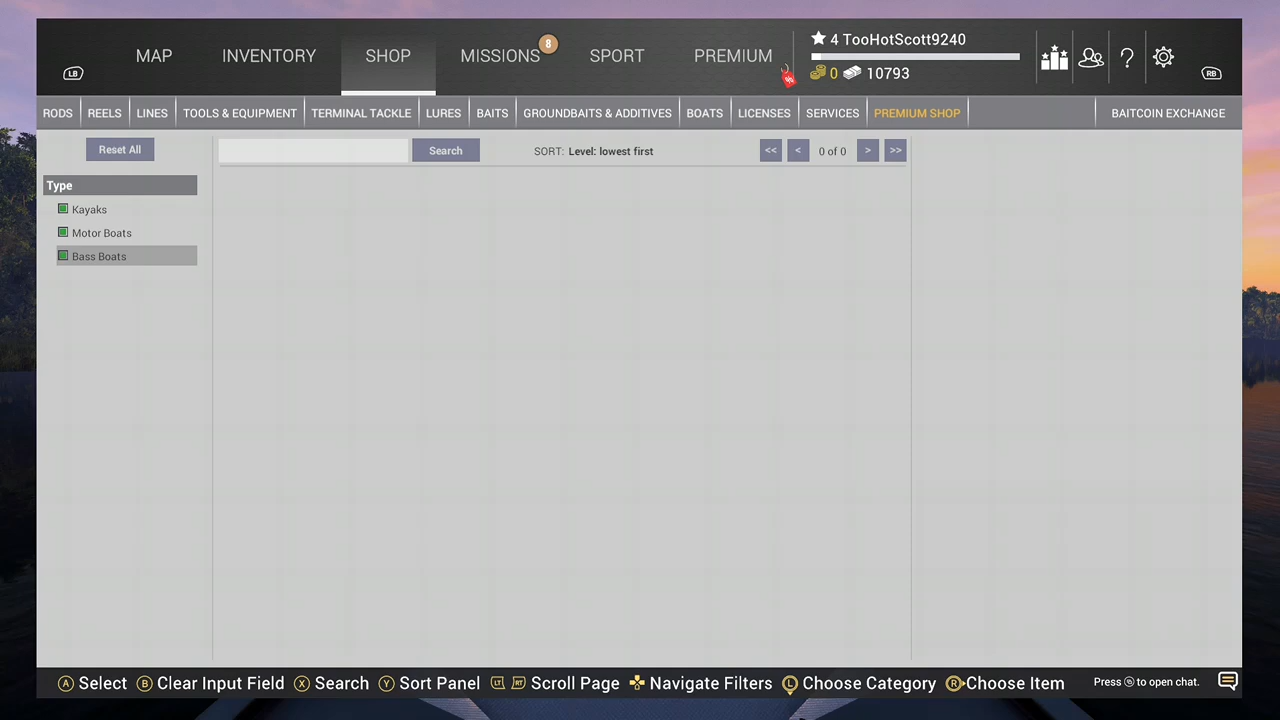 MAP INVENTORY SHOP MISSIONS 8 SPORT PREMIUM
4 TooHotScott9240
0 10793
LB
RB
RODS REELS LINES TOOLS & EQUIPMENT TERMINAL TACKLE LURES BAITS GROUNDBAITS & ADDITIVES BOATS LICENSES SERVICES PREMIUM SHOP BAITCOIN EXCHANGE
Reset All Search SORT: Level: lowest first << < 0 of 0 > >>
Type
Kayaks
Motor Boats
Bass Boats
A Select B Clear Input Field X Search Y Sort Panel LT RT Scroll Page Navigate Filters L Choose Category R Choose Item Press to open chat.